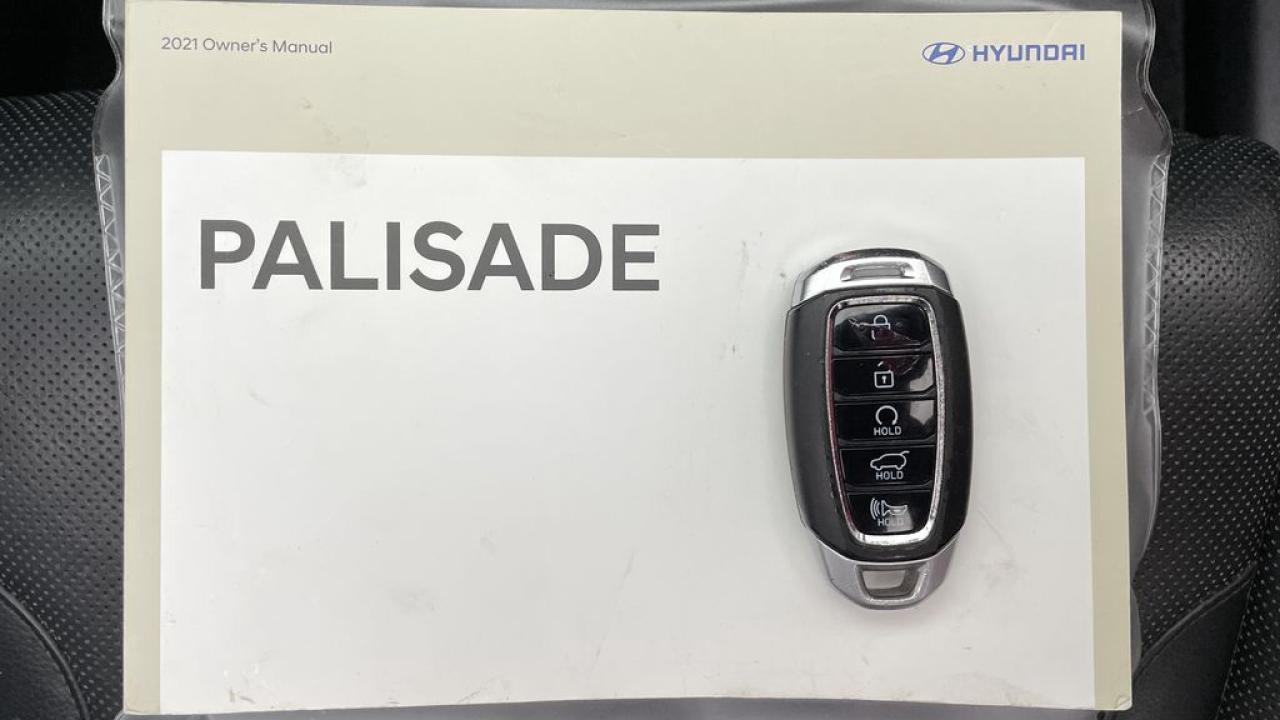 2021 Owner's Manual
HYUNDAI
PALISADE
HOLD
HOLD
HOLD